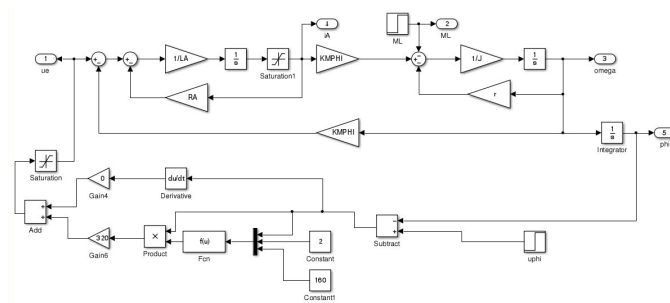 4
iA
ML
2
ML
1
ue
1/LA
1
s
Saturation1
KMPHI
1/J
1
s
3
omega
RA
r
KMPHI
1
s
Integrator
5
phi
Saturation
0
Gain4
du/dt
Derivative
Add
320
Gain6
×
Product
f(u)
Fcn
2
Constant
160
Constant1
Subtract
uphi